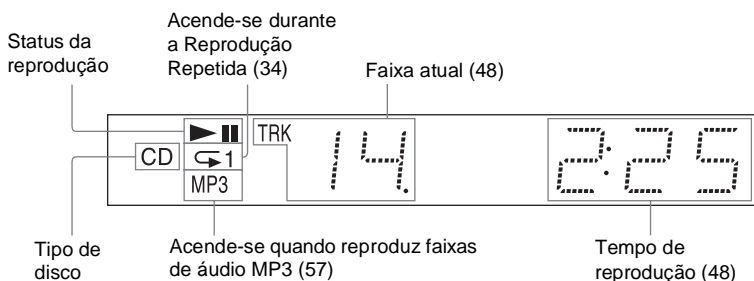 Status da
reprodução
Acende-se durante
a Reprodução
Repetida (34)
Faixa atual (48)
CD
1
MP3
TRK
14.
2:25
Tipo de
disco
Acende-se quando reproduz faixas
de áudio MP3 (57)
Tempo de
reprodução (48)